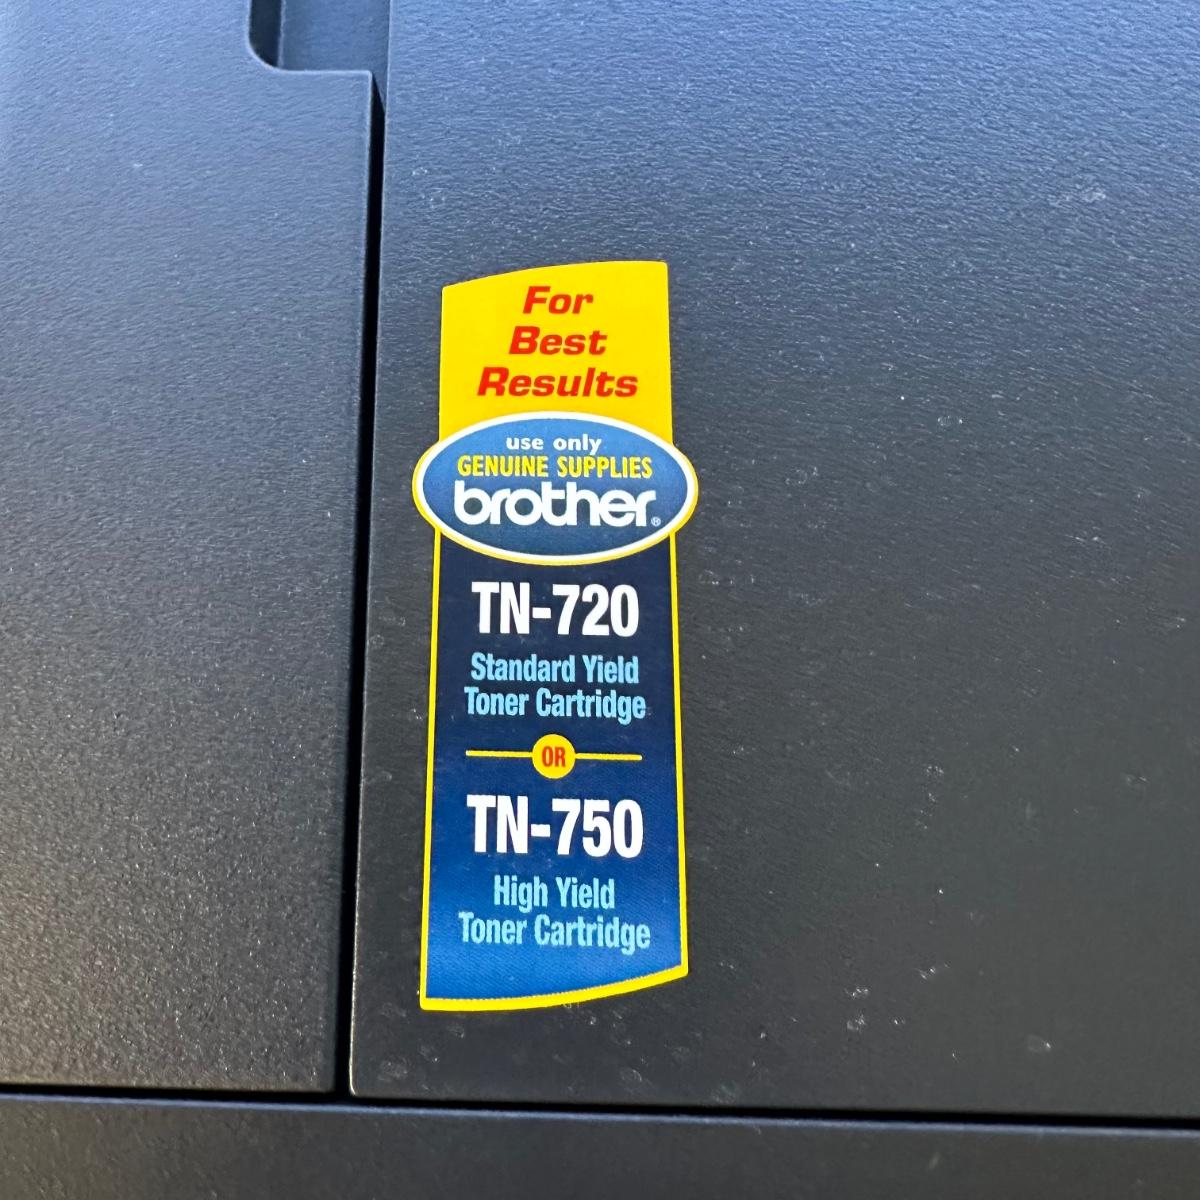 For
Best
Results
use only
GENUINE SUPPLIES
brother®
TN-720
Standard Yield
Toner Cartridge
OR
TN-750
High Yield
Toner Cartridge